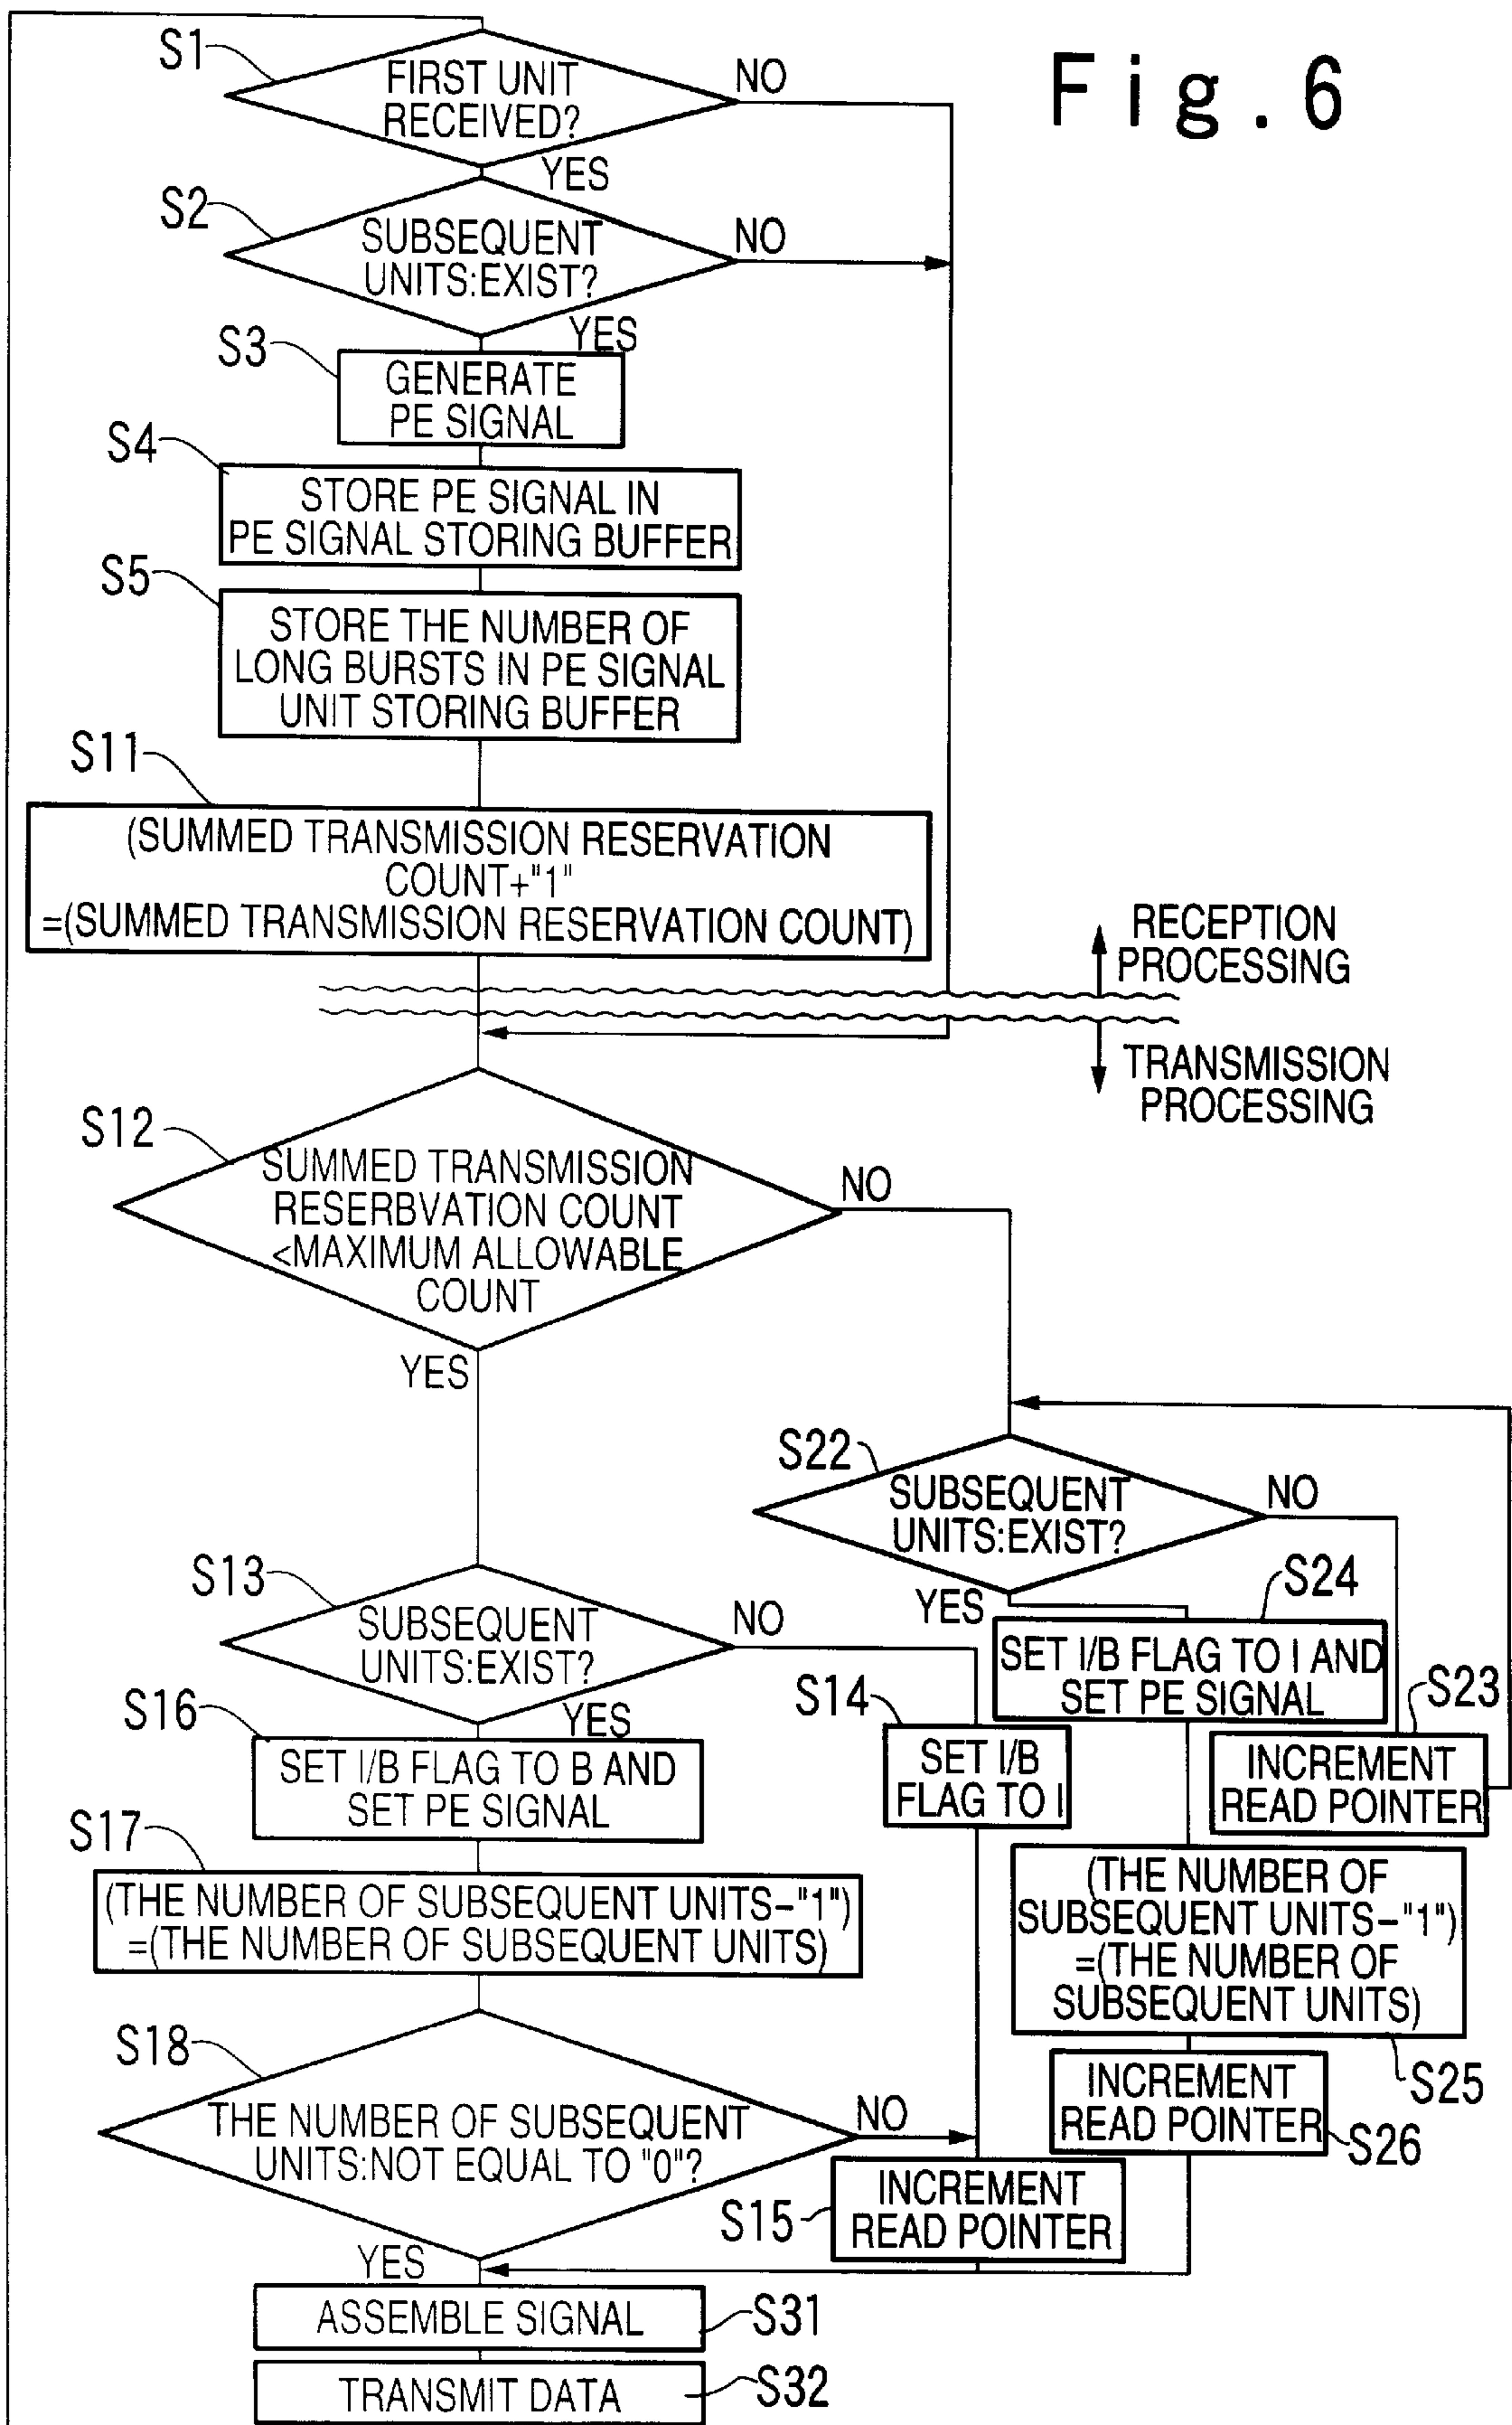 Fig.6
S1
FIRST UNIT
RECEIVED?
NO
YES
S2
SUBSEQUENT
UNITS:EXIST?
NO
YES
S3
GENERATE
PE SIGNAL
S4
STORE PE SIGNAL IN
PE SIGNAL STORING BUFFER
S5
STORE THE NUMBER OF
LONG BURSTS IN PE SIGNAL
UNIT STORING BUFFER
S11
(SUMMED TRANSMISSION RESERVATION
COUNT+"1"
=(SUMMED TRANSMISSION RESERVATION COUNT)
RECEPTION
PROCESSING
TRANSMISSION
PROCESSING
S12
SUMMED TRANSMISSION
RESERBVATION COUNT
<MAXIMUM ALLOWABLE
COUNT
NO
YES
S22
SUBSEQUENT
UNITS:EXIST?
NO
YES
S13
SUBSEQUENT
UNITS:EXIST?
NO
YES
S24
SET I/B FLAG TO I AND
SET PE SIGNAL
S23
INCREMENT
READ POINTER
S14
SET I/B
FLAG TO I
S16
SET I/B FLAG TO B AND
SET PE SIGNAL
S17
(THE NUMBER OF SUBSEQUENT UNITS-"1")
=(THE NUMBER OF SUBSEQUENT UNITS)
(THE NUMBER OF
SUBSEQUENT UNITS-"1")
=(THE NUMBER OF
SUBSEQUENT UNITS)
S25
S18
THE NUMBER OF SUBSEQUENT
UNITS:NOT EQUAL TO "0"?
NO
YES
INCREMENT
READ POINTER
S26
S15
INCREMENT
READ POINTER
ASSEMBLE SIGNAL
S31
TRANSMIT DATA
S32